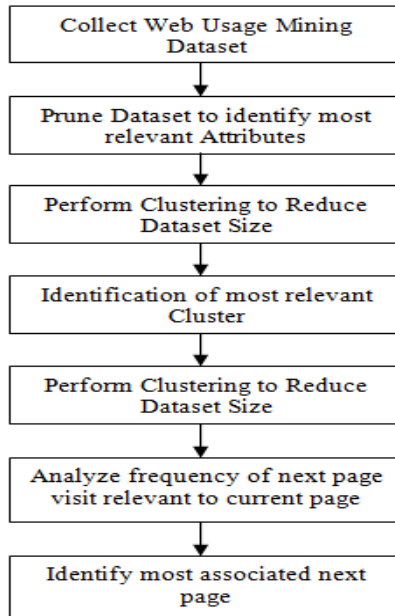 Collect Web Usage Mining
Dataset
Prune Dataset to identify most
relevant Attributes
Perform Clustering to Reduce
Dataset Size
Identification of most relevant
Cluster
Perform Clustering to Reduce
Dataset Size
Analyze frequency of next page
visit relevant to current page
Identify most associated next
page